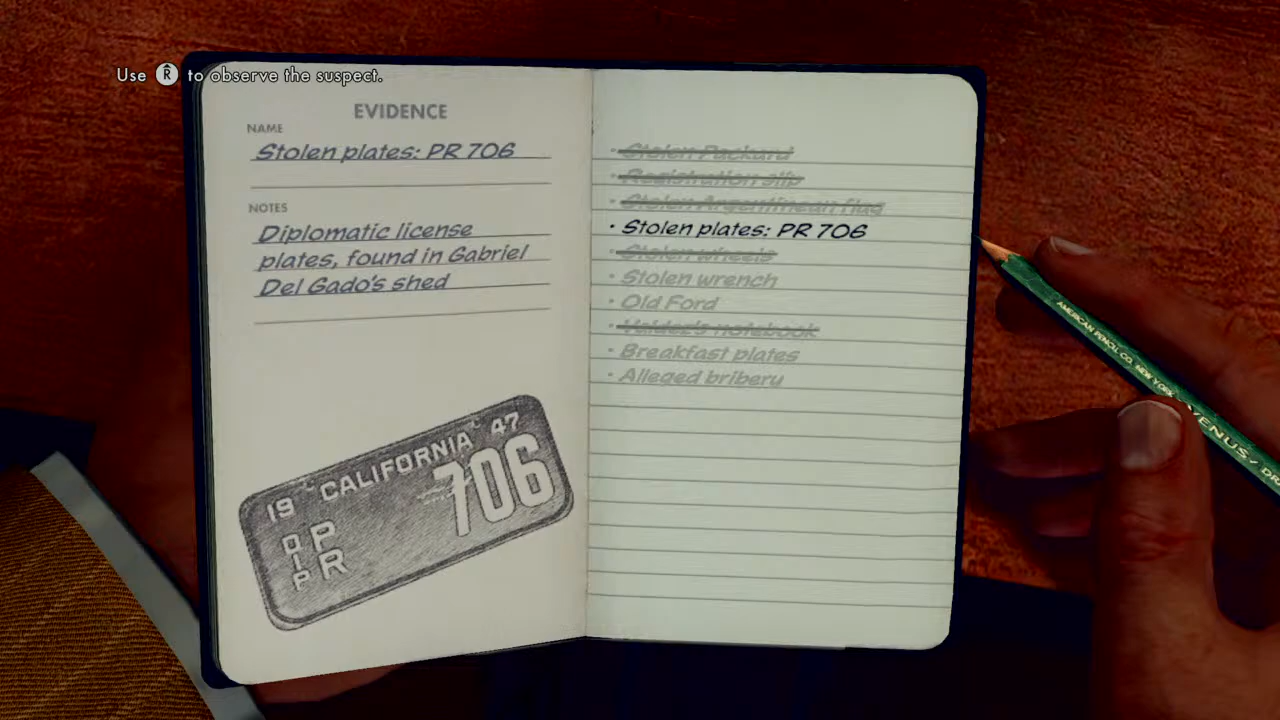 Use R to observe the suspect.
EVIDENCE
NAME
Stolen plates: PR 706
NOTES
Diplomatic license
plates, found in Gabriel
Del Gado's shed
19 CALIFORNIA 47
DIP PR 706
· Stolen Packard
· Registration slip
· Stolen Argentinean flag
· Stolen plates: PR 706
· Stolen wheels
· Stolen wrench
· Old Ford
· Valdez's notebook
· Breakfast plates
· Alleged bribery
AMERICAN PENCIL CO. NEW YORK
VENUS